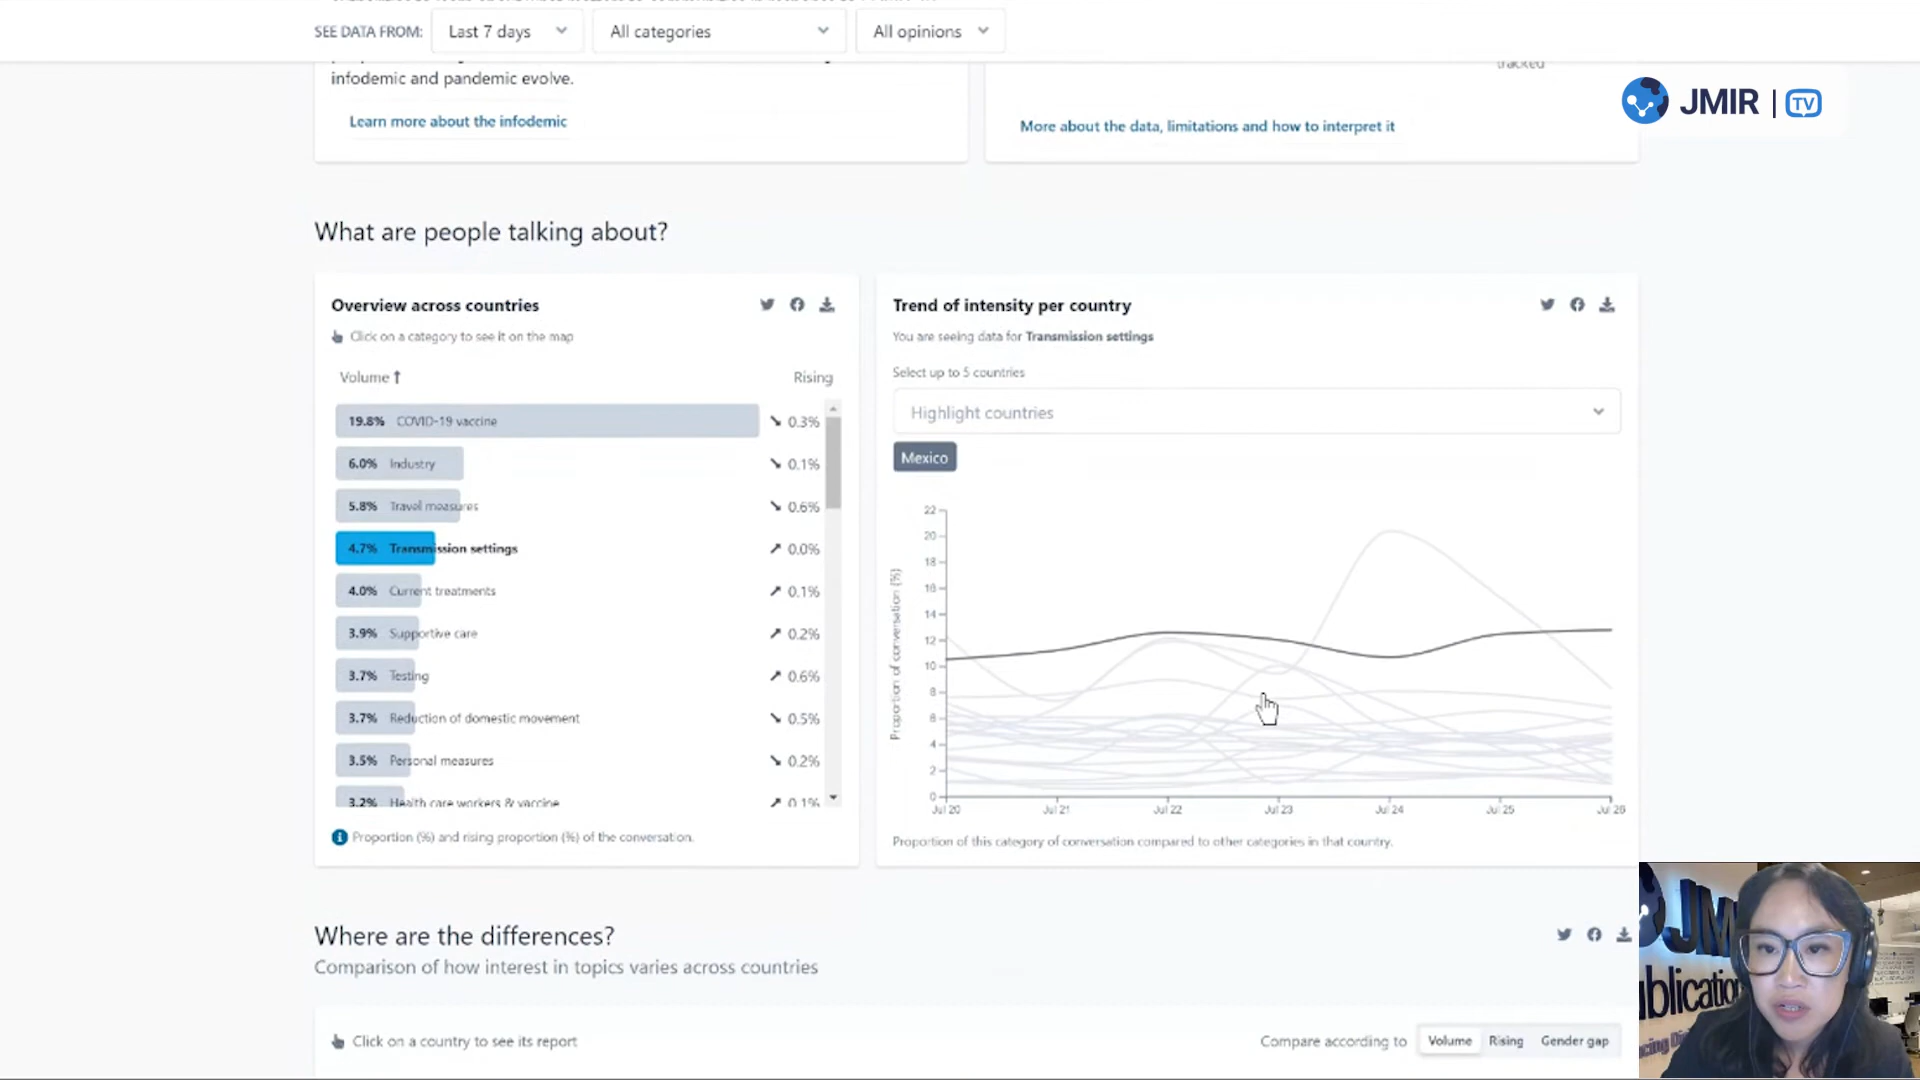 SEE DATA FROM:
Last 7 days
All categories
All opinions
infodemic and pandemic evolve.
tracked
Learn more about the infodemic
More about the data, limitations and how to interpret it
JMIR | TV
What are people talking about?
Overview across countries
Click on a category to see it on the map
Volume ↑
Rising
19.8% COVID-19 vaccine ↘ 0.3%
6.0% Industry ↘ 0.1%
5.8% Travel measures ↘ 0.6%
4.7% Transmission settings ↗ 0.0%
4.0% Current treatments ↗ 0.1%
3.9% Supportive care ↗ 0.2%
3.7% Testing ↗ 0.6%
3.7% Reduction of domestic movement ↘ 0.5%
3.5% Personal measures ↘ 0.2%
3.2% Health care workers & vaccine ↗ 0.1%
Proportion (%) and rising proportion (%) of the conversation.
Trend of intensity per country
You are seeing data for Transmission settings
Select up to 5 countries
Highlight countries
Mexico
Proportion of conversation (%)
22
20
18
16
14
12
10
8
6
4
2
0
Jul 20 Jul 21 Jul 22 Jul 23 Jul 24 Jul 25 Jul 26
Proportion of this category of conversation compared to other categories in that country.
Where are the differences?
Comparison of how interest in topics varies across countries
Click on a country to see its report
Compare according to
Volume
Rising
Gender gap